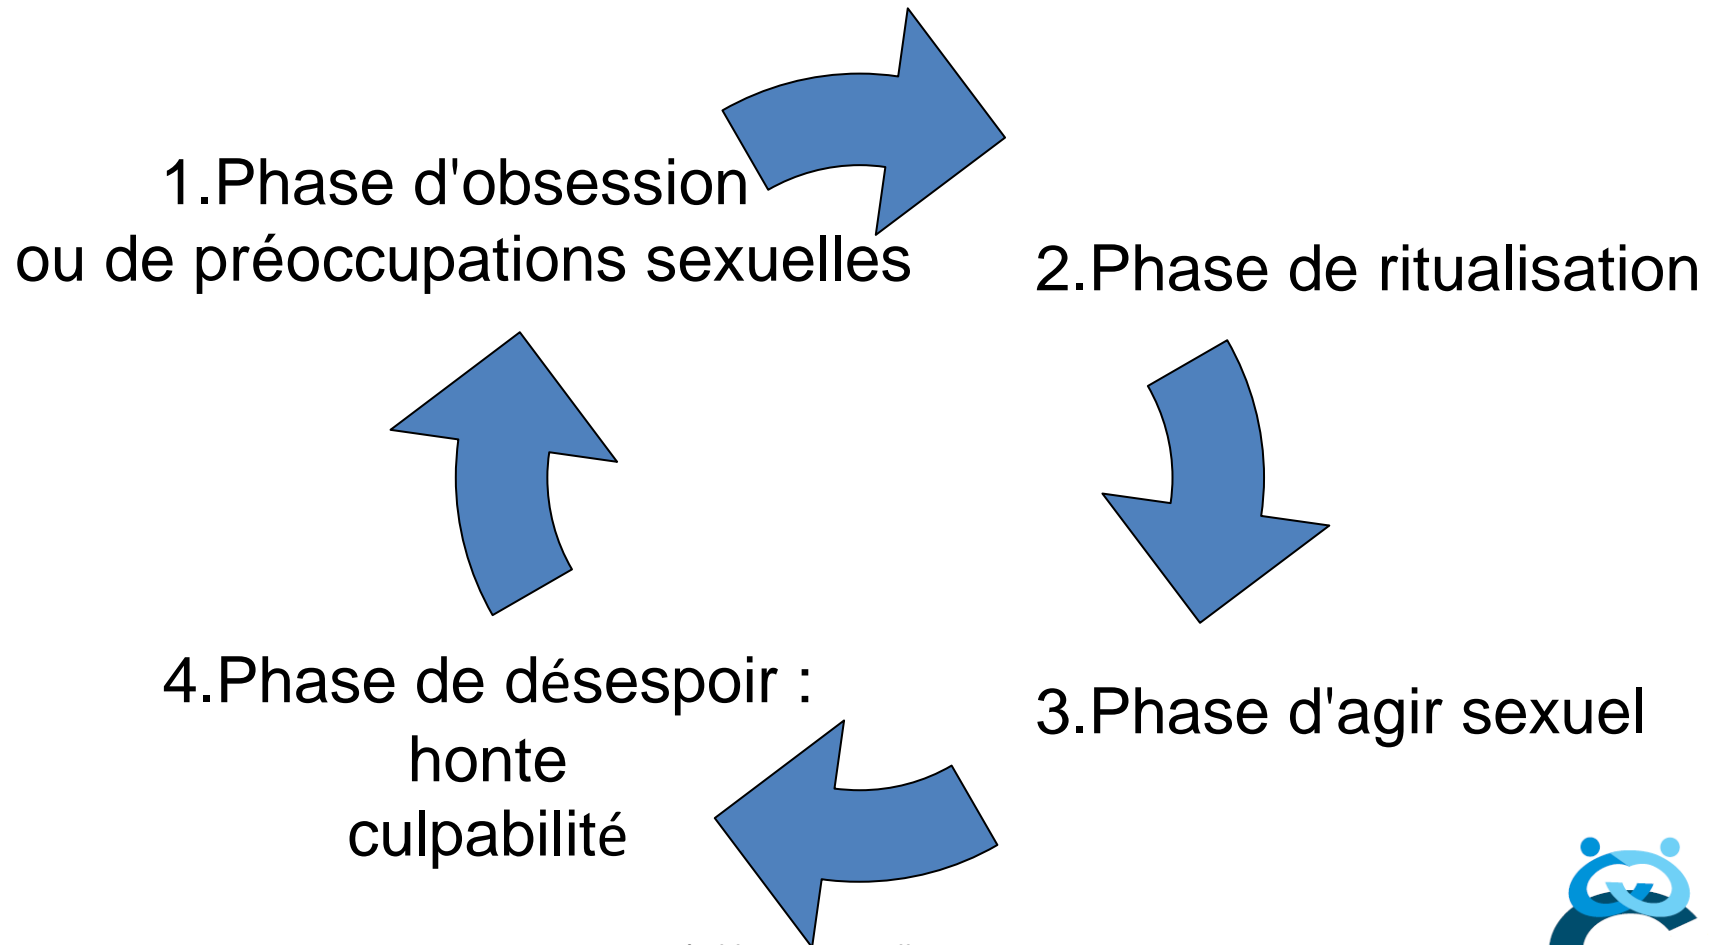 1.Phase d'obsession
ou de préoccupations sexuelles
2.Phase de ritualisation
4.Phase de désespoir :
honte
culpabilité
3.Phase d'agir sexuel